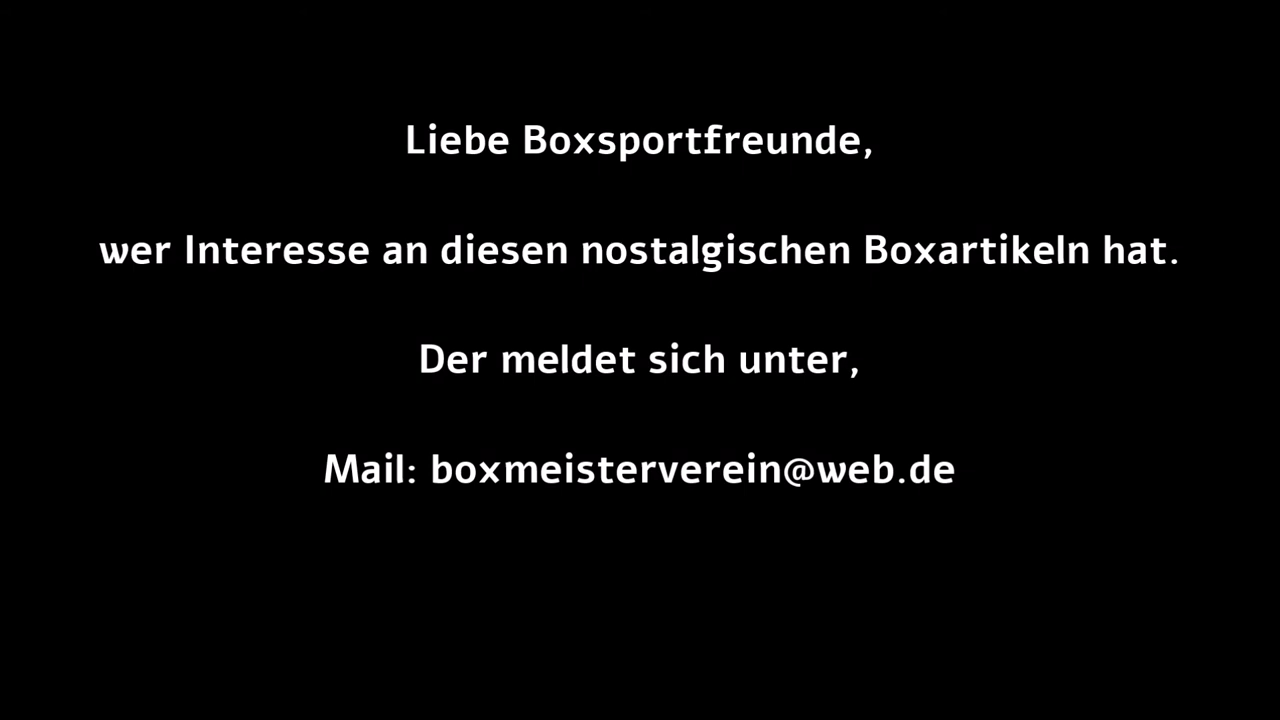 Liebe Boxsportfreunde,
wer Interesse an diesen nostalgischen Boxartikeln hat.
Der meldet sich unter,
Mail: boxmeisterverein@web.de